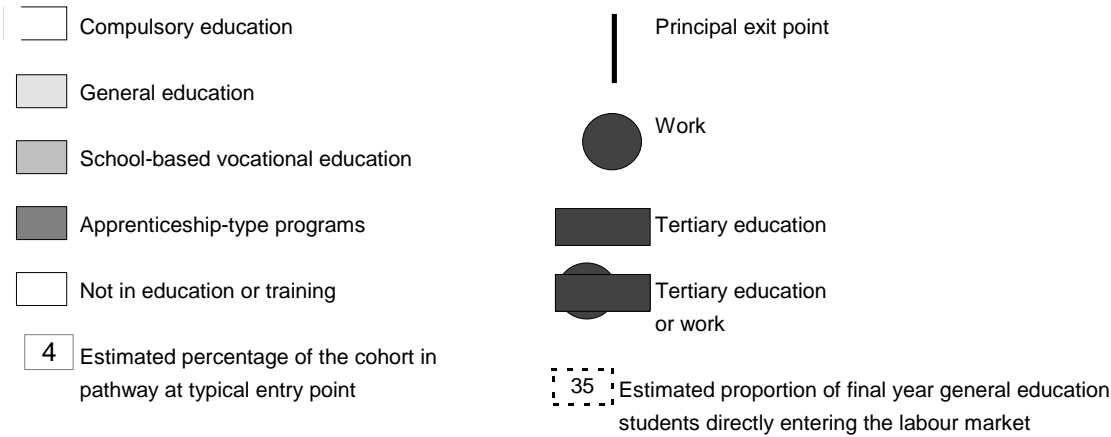 Compulsory education
General education
School-based vocational education
Apprenticeship-type programs
Not in education or training
4 Estimated percentage of the cohort in
pathway at typical entry point
Principal exit point
Work
Tertiary education
Tertiary education
or work
35 Estimated proportion of final year general education
students directly entering the labour market